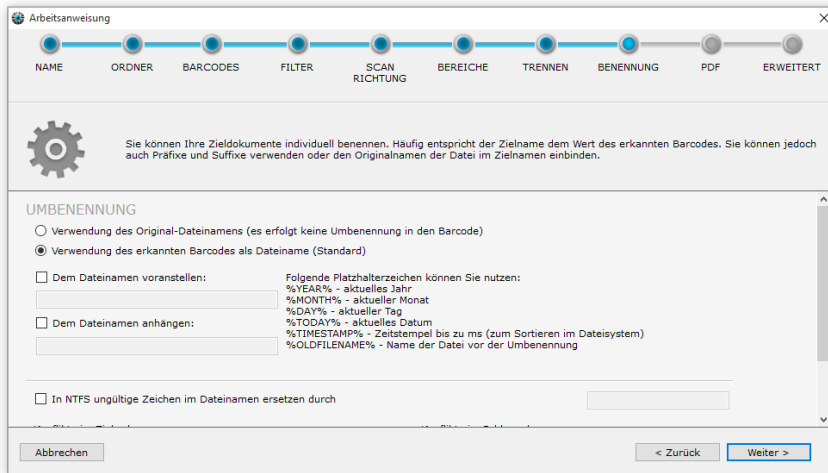 Arbeitsanweisung
NAME
ORDNER
BARCODES
FILTER
SCAN
RICHTUNG
BEREICHE
TRENNEN
BENENNUNG
PDF
ERWEITERT
Sie können Ihre Zieldokumente individuell benennen. Häufig entspricht der Zielname dem Wert des erkannten Barcodes. Sie können jedoch
auch Präfixe und Suffixe verwenden oder den Originalnamen der Datei im Zielnamen einbinden.
UMBENENNUNG
Verwendung des Original-Dateinamens (es erfolgt keine Umbenennung in den Barcode)
Verwendung des erkannten Barcodes als Dateiname (Standard)
Dem Dateinamen voranstellen:
Dem Dateinamen anhängen:
Folgende Platzhalterzeichen können Sie nutzen:
%YEAR% - aktuelles Jahr
%MONTH% - aktueller Monat
%DAY% - aktueller Tag
%TODAY% - aktuelles Datum
%TIMESTAMP% - Zeitstempel bis zu ms (zum Sortieren im Dateisystem)
%OLDFILENAME% - Name der Datei vor der Umbenennung
In NTFS ungültige Zeichen im Dateinamen ersetzen durch
Abbrechen
< Zurück
Weiter >